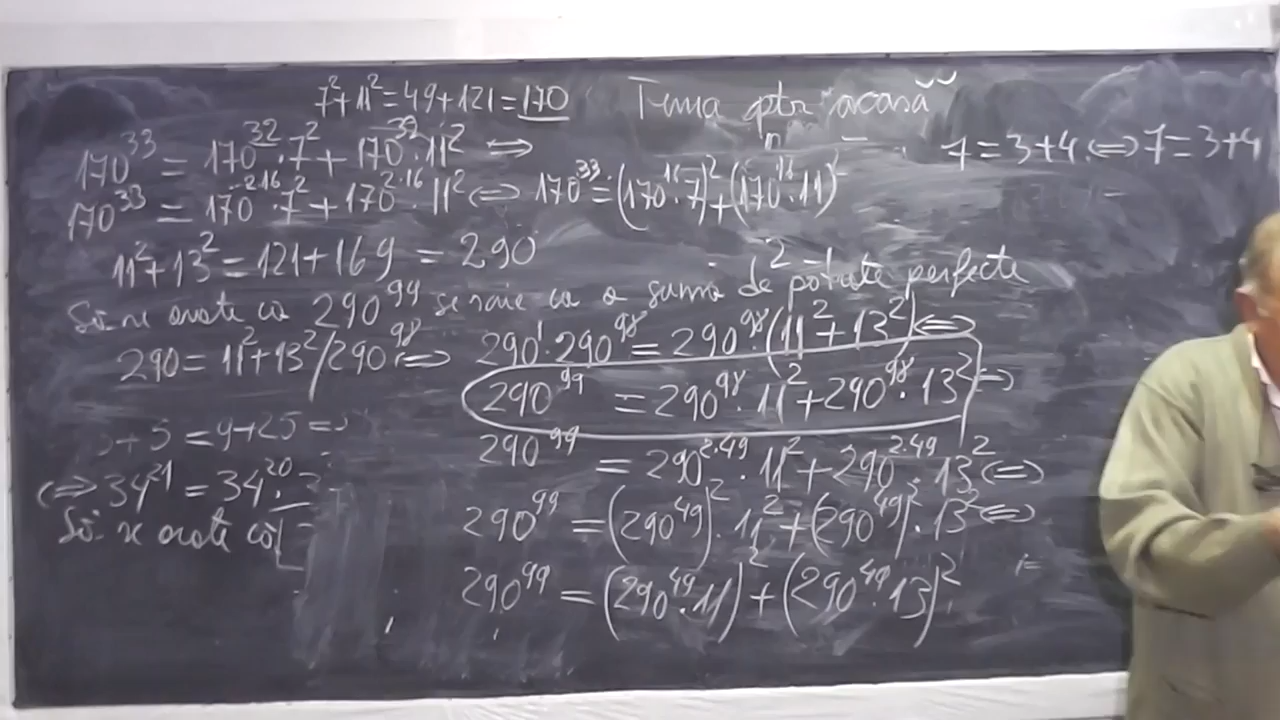 7²+11²=49+121=170
Tema ptr acasă
170³³ = 170³²·7²+170³²·11² ⇔
7=3+4 ⇔ 7=3+4
170³³ = 170²·¹⁶·7²+170²·¹⁶·11² ⇔ 170³³=(170¹⁶·7)²+(170¹⁶·11)²
11²+13²=121+169=290
Să se arate că 290⁹⁹ se scrie ca o sumă de 2 pătrate perfecte
290=11²+13²/290⁹⁸ ⇔ 290¹·290⁹⁸=290⁹⁸·(11²+13²) ⇔
290⁹⁹ = 290⁹⁸·11²+290⁹⁸·13² ⇒
+5=9+25 ⇒
290⁹⁹ = 290²·⁴⁹·11²+290²·⁴⁹·13² ⇔
⇔ 34²¹=34²⁰·
290⁹⁹ = (290⁴⁹)²·11²+(290⁴⁹)²·13² ⇔
Să se arate că
290⁹⁹ = (290⁴⁹·11)²+(290⁴⁹·13)²